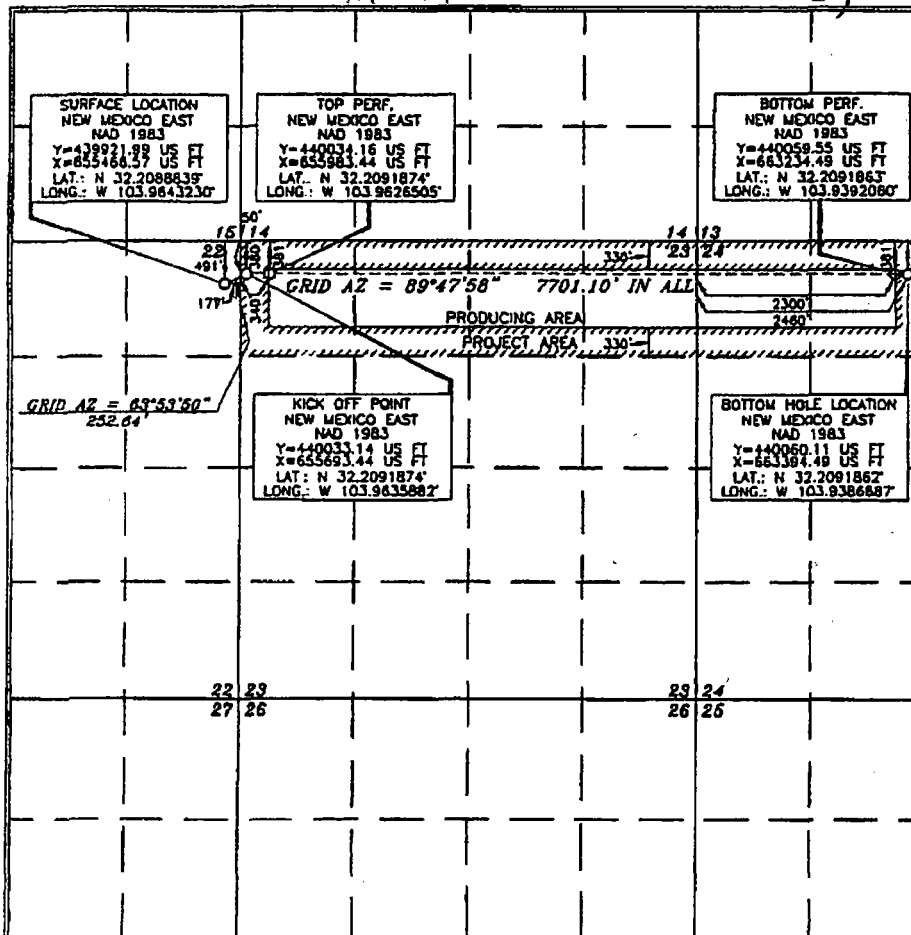 SURFACE LOCATION
NEW MEXICO EAST
NAD 1983
Y=439921.99 US FT
X=655466.57 US FT
LAT.: N 32.2088839°
LONG.: W 103.9643230°
TOP PERF.
NEW MEXICO EAST
NAD 1983
Y=440034.16 US FT
X=655983.44 US FT
LAT.: N 32.2091874°
LONG.: W 103.9626505°
BOTTOM PERF.
NEW MEXICO EAST
NAD 1983
Y=440059.55 US FT
X=663234.49 US FT
LAT.: N 32.2091863°
LONG.: W 103.9392080°
50'
15 14
22
14 13
23 24
491'
380'
381'
330'
381'
177'
340'
GRID AZ = 89°47'58" 7701.10' IN ALL
2300'
2460'
PRODUCING AREA
PROJECT AREA 330'
GRID AZ = 63°53'50"
252.64'
KICK OFF POINT
NEW MEXICO EAST
NAD 1983
Y=440033.14 US FT
X=655693.44 US FT
LAT.: N 32.2091874°
LONG.: W 103.9635882°
BOTTOM HOLE LOCATION
NEW MEXICO EAST
NAD 1983
Y=440060.11 US FT
X=663394.49 US FT
LAT.: N 32.2091862°
LONG.: W 103.9386887°
22 23
27 26
23 24
26 25